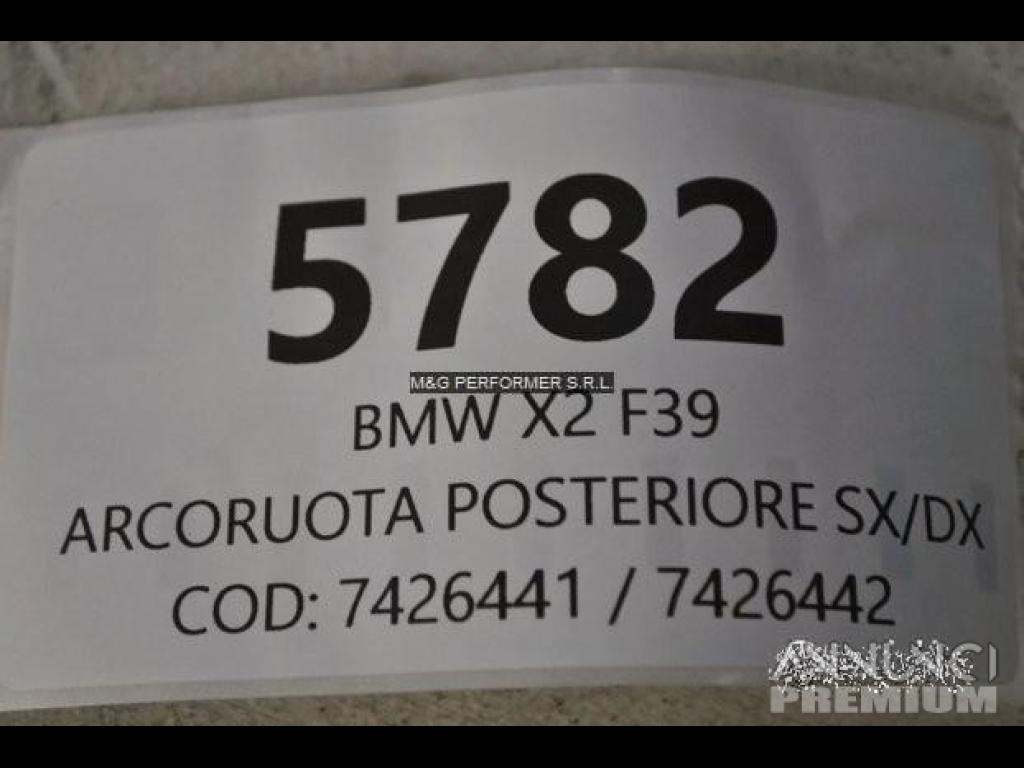 5782
M&G PERFORMER S.R.L.
BMW X2 F39
ARCORUOTA POSTERIORE SX/DX
COD: 7426441 / 7426442
ANNUNCI
PREMIUM